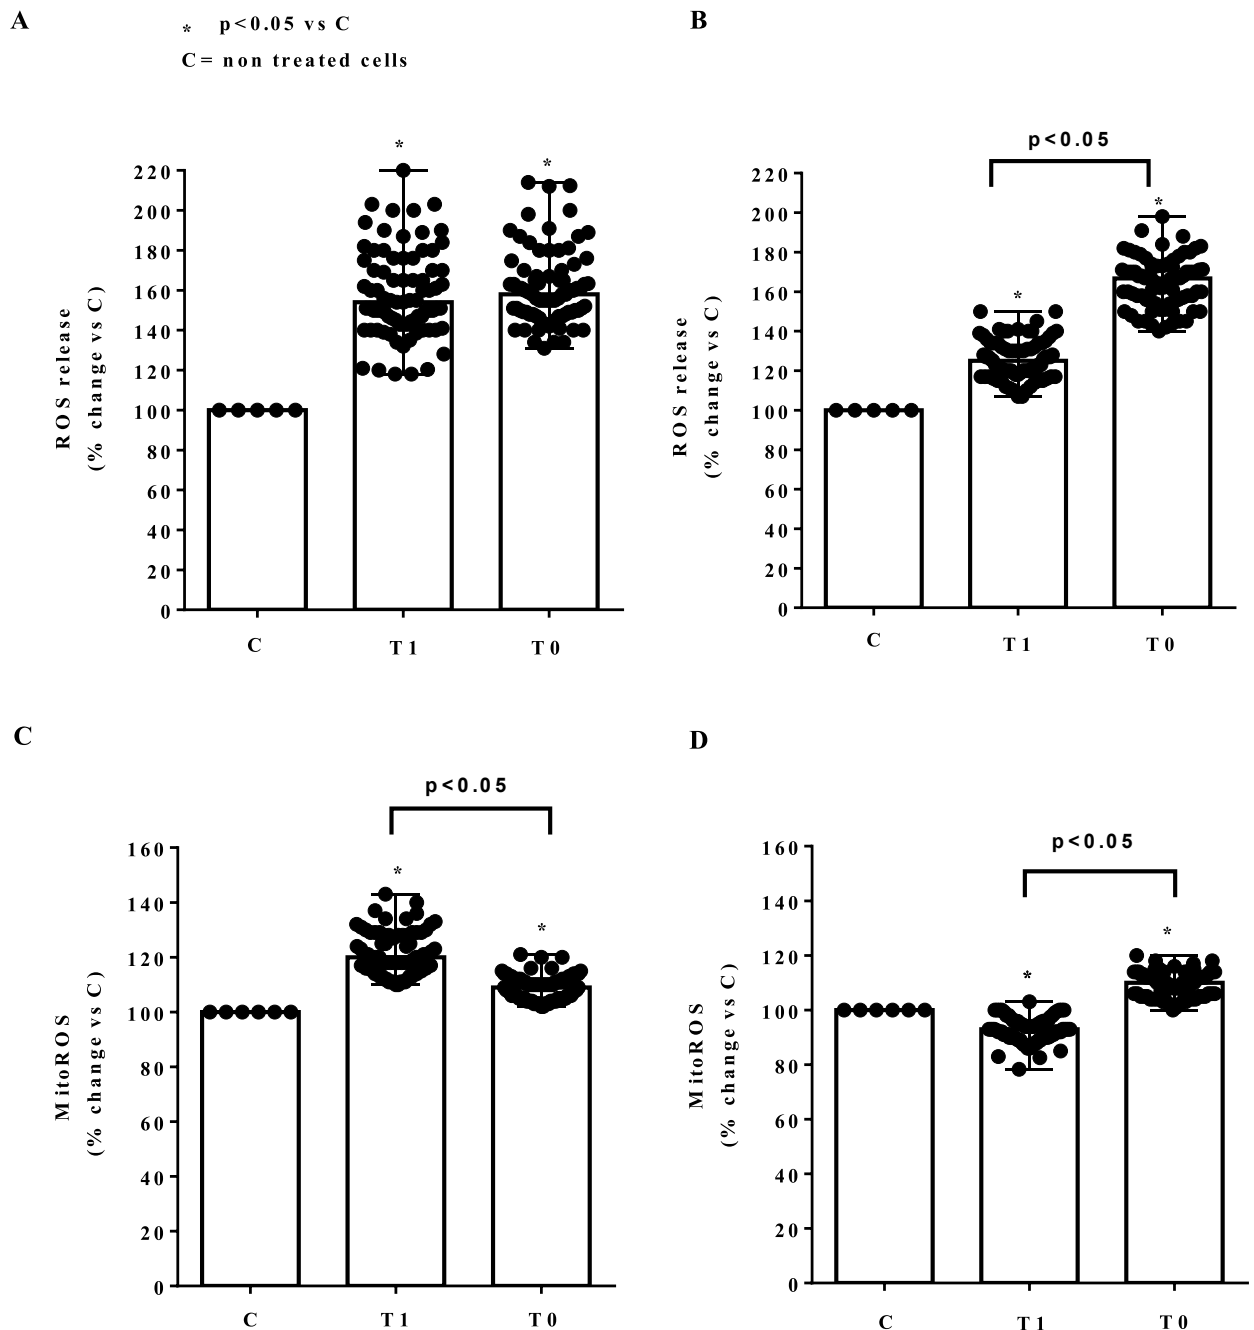 A
* p<0.05 vs C
C= non treated cells
ROS release
(% change vs C)
220
200
180
160
140
120
100
80
60
40
20
0
*
*
C
T1
T0
B
p<0.05
ROS release
(% change vs C)
220
200
180
160
140
120
100
80
60
40
20
0
*
*
C
T1
T0
C
p<0.05
MitoROS
(% change vs C)
160
140
120
100
80
60
40
20
0
*
*
C
T1
T0
D
p<0.05
MitoROS
(% change vs C)
160
140
120
100
80
60
40
20
0
*
*
C
T1
T0